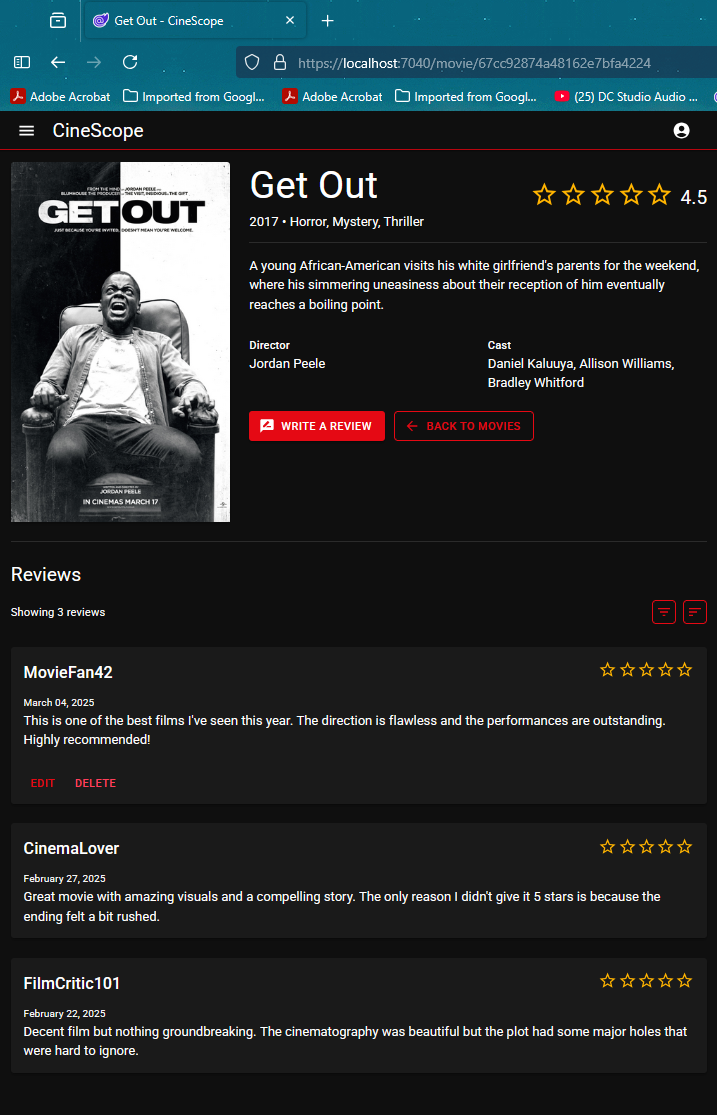 Get Out - CineScope
https://localhost:7040/movie/67cc92874a48162e7bfa4224
Adobe Acrobat
Imported from Googl...
Adobe Acrobat
Imported from Googl...
(25) DC Studio Audio ...
CineScope
FROM THE MIND OF JORDAN PEELE
BLUMHOUSE THE PRODUCER OF THE VISIT, INSIDIOUS, THE GIFT
GET OUT
JUST BECAUSE YOU'RE INVITED, DOESN'T MEAN YOU'RE WELCOME.
WRITTEN AND DIRECTED BY
JORDAN PEELE
IN CINEMAS MARCH 17
Get Out
4.5
2017 • Horror, Mystery, Thriller
A young African-American visits his white girlfriend's parents for the weekend,
where his simmering uneasiness about their reception of him eventually
reaches a boiling point.
Director
Jordan Peele
Cast
Daniel Kaluuya, Allison Williams,
Bradley Whitford
WRITE A REVIEW
BACK TO MOVIES
Reviews
Showing 3 reviews
MovieFan42
March 04, 2025
This is one of the best films I've seen this year. The direction is flawless and the performances are outstanding.
Highly recommended!
EDIT
DELETE
CinemaLover
February 27, 2025
Great movie with amazing visuals and a compelling story. The only reason I didn't give it 5 stars is because the
ending felt a bit rushed.
FilmCritic101
February 22, 2025
Decent film but nothing groundbreaking. The cinematography was beautiful but the plot had some major holes that
were hard to ignore.